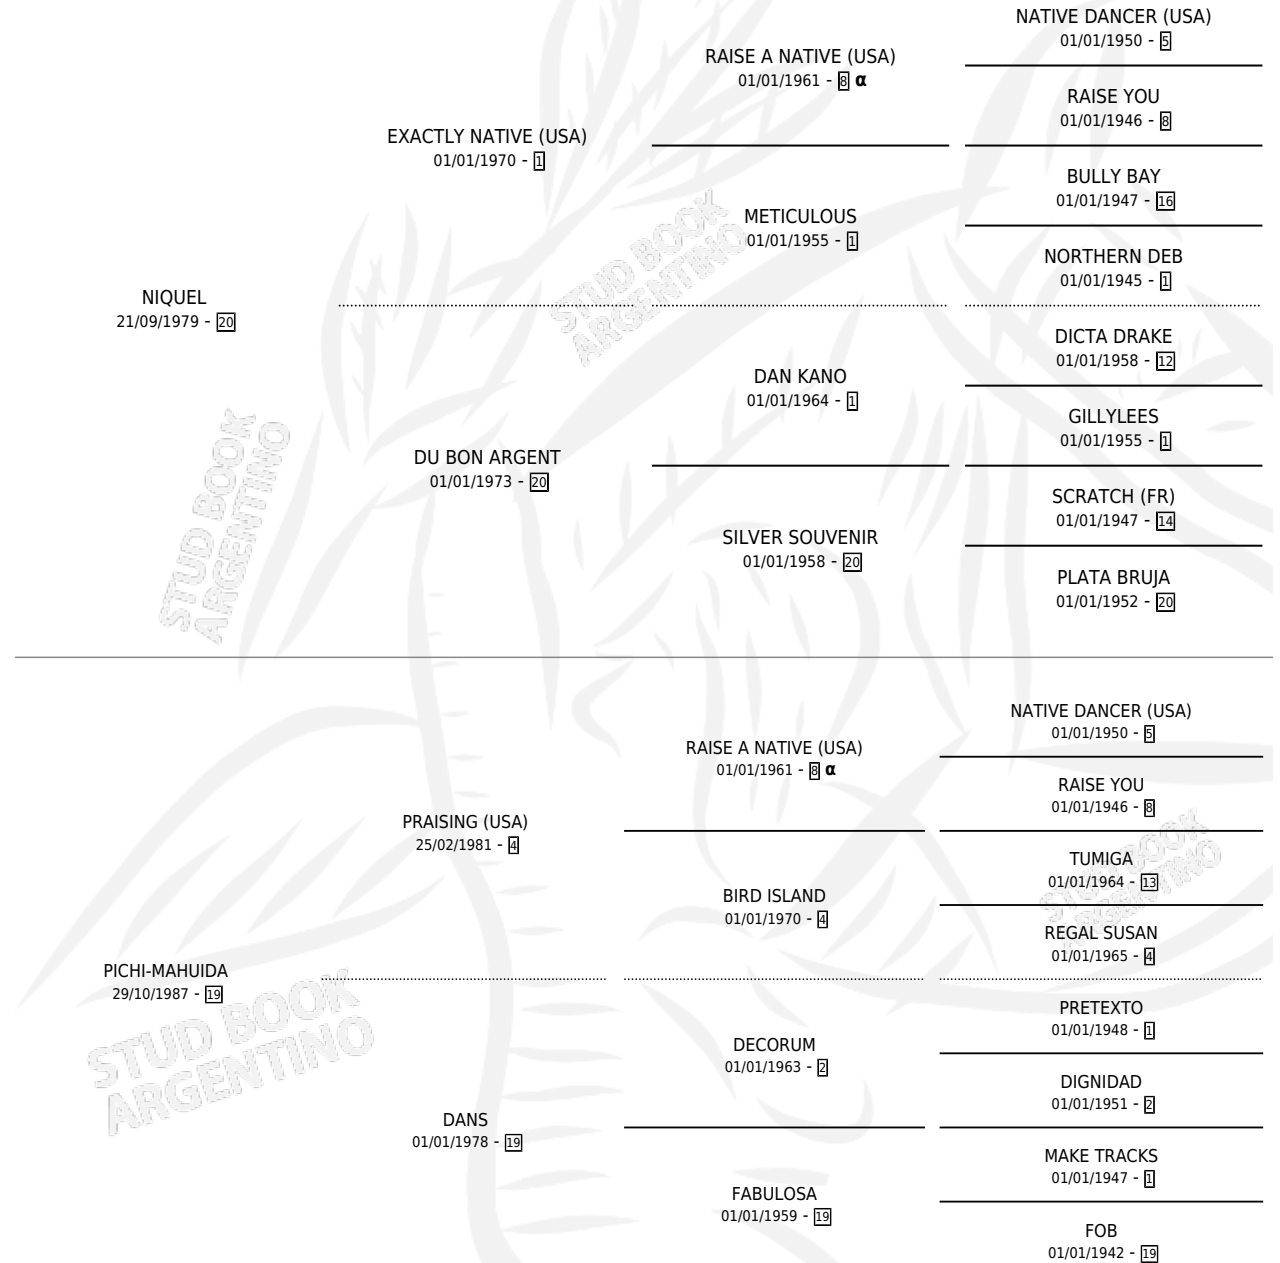 NATIVE DANCER (USA)
01/01/1950 - 5
RAISE A NATIVE (USA)
01/01/1961 - 8 α
RAISE YOU
01/01/1946 - 8
EXACTLY NATIVE (USA)
01/01/1970 - 1
BULLY BAY
01/01/1947 - 16
METICULOUS
01/01/1955 - 1
NORTHERN DEB
01/01/1945 - 1
NIQUEL
21/09/1979 - 20
DICTA DRAKE
01/01/1958 - 12
DAN KANO
01/01/1964 - 1
GILLYLEES
01/01/1955 - 1
DU BON ARGENT
01/01/1973 - 20
SCRATCH (FR)
01/01/1947 - 14
SILVER SOUVENIR
01/01/1958 - 20
PLATA BRUJA
01/01/1952 - 20
NATIVE DANCER (USA)
01/01/1950 - 5
RAISE A NATIVE (USA)
01/01/1961 - 8 α
RAISE YOU
01/01/1946 - 8
PRAISING (USA)
25/02/1981 - 4
TUMIGA
01/01/1964 - 13
BIRD ISLAND
01/01/1970 - 4
REGAL SUSAN
01/01/1965 - 4
PICHI-MAHUIDA
29/10/1987 - 19
PRETEXTO
01/01/1948 - 1
DECORUM
01/01/1963 - 2
DIGNIDAD
01/01/1951 - 2
DANS
01/01/1978 - 19
MAKE TRACKS
01/01/1947 - 1
FABULOSA
01/01/1959 - 19
FOB
01/01/1942 - 19
STUD BOOK
ARGENTINO
STUD BOOK
ARGENTINO
STUD BOOK
ARGENTINO
STUD BOOK
ARGENTINO